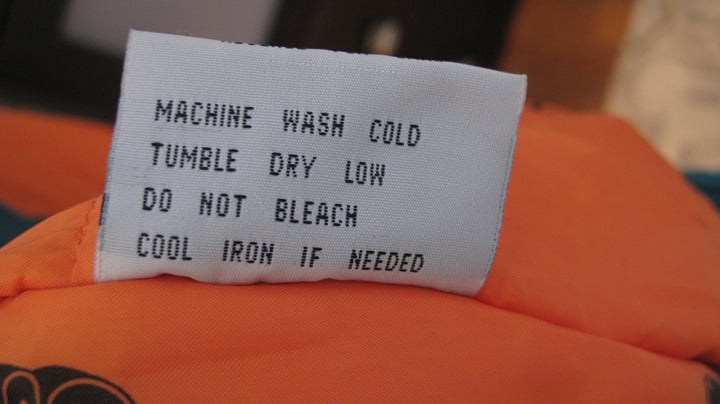 MACHINE WASH COLD
TUMBLE DRY LOW
DO NOT BLEACH
COOL IRON IF NEEDED